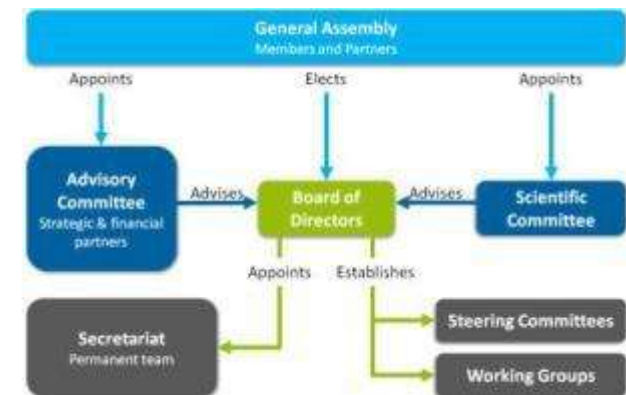 General Assembly
Members and Partners
Appoints
Elects
Appoints
Advisory
Committee
Strategic & financial
partners
Advises
Board of
Directors
Advises
Scientific
Committee
Appoints
Establishes
Secretariat
Permanent team
Steering Committees
Working Groups